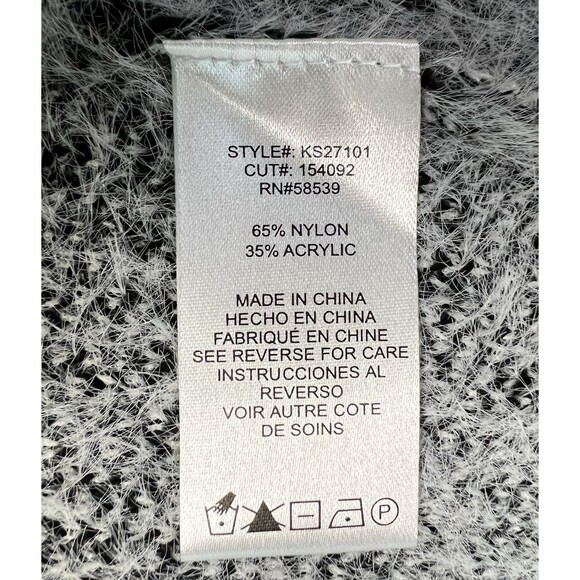 STYLE#: KS27101
CUT#: 154092
RN#58539
65% NYLON
35% ACRYLIC
MADE IN CHINA
HECHO EN CHINA
FABRIQUÉ EN CHINE
SEE REVERSE FOR CARE
INSTRUCCIONES AL
REVERSO
VOIR AUTRE COTE
DE SOINS
P